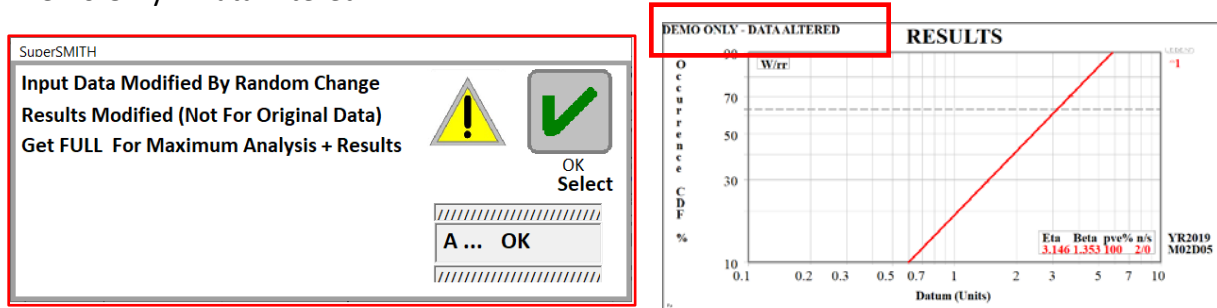 SuperSMITH
Input Data Modified By Random Change
Results Modified (Not For Original Data)
Get FULL For Maximum Analysis + Results
OK
Select
A ... OK
DEMO ONLY - DATA ALTERED
RESULTS
W/rr
Occurrence CDF %
70
50
30
10
0.1 0.2 0.3 0.5 0.7 1 2 3 5 7 10
Datum (Units)
Eta Beta pve% n/s
3.146 1.353 100 2/0
YR2019
M02D05